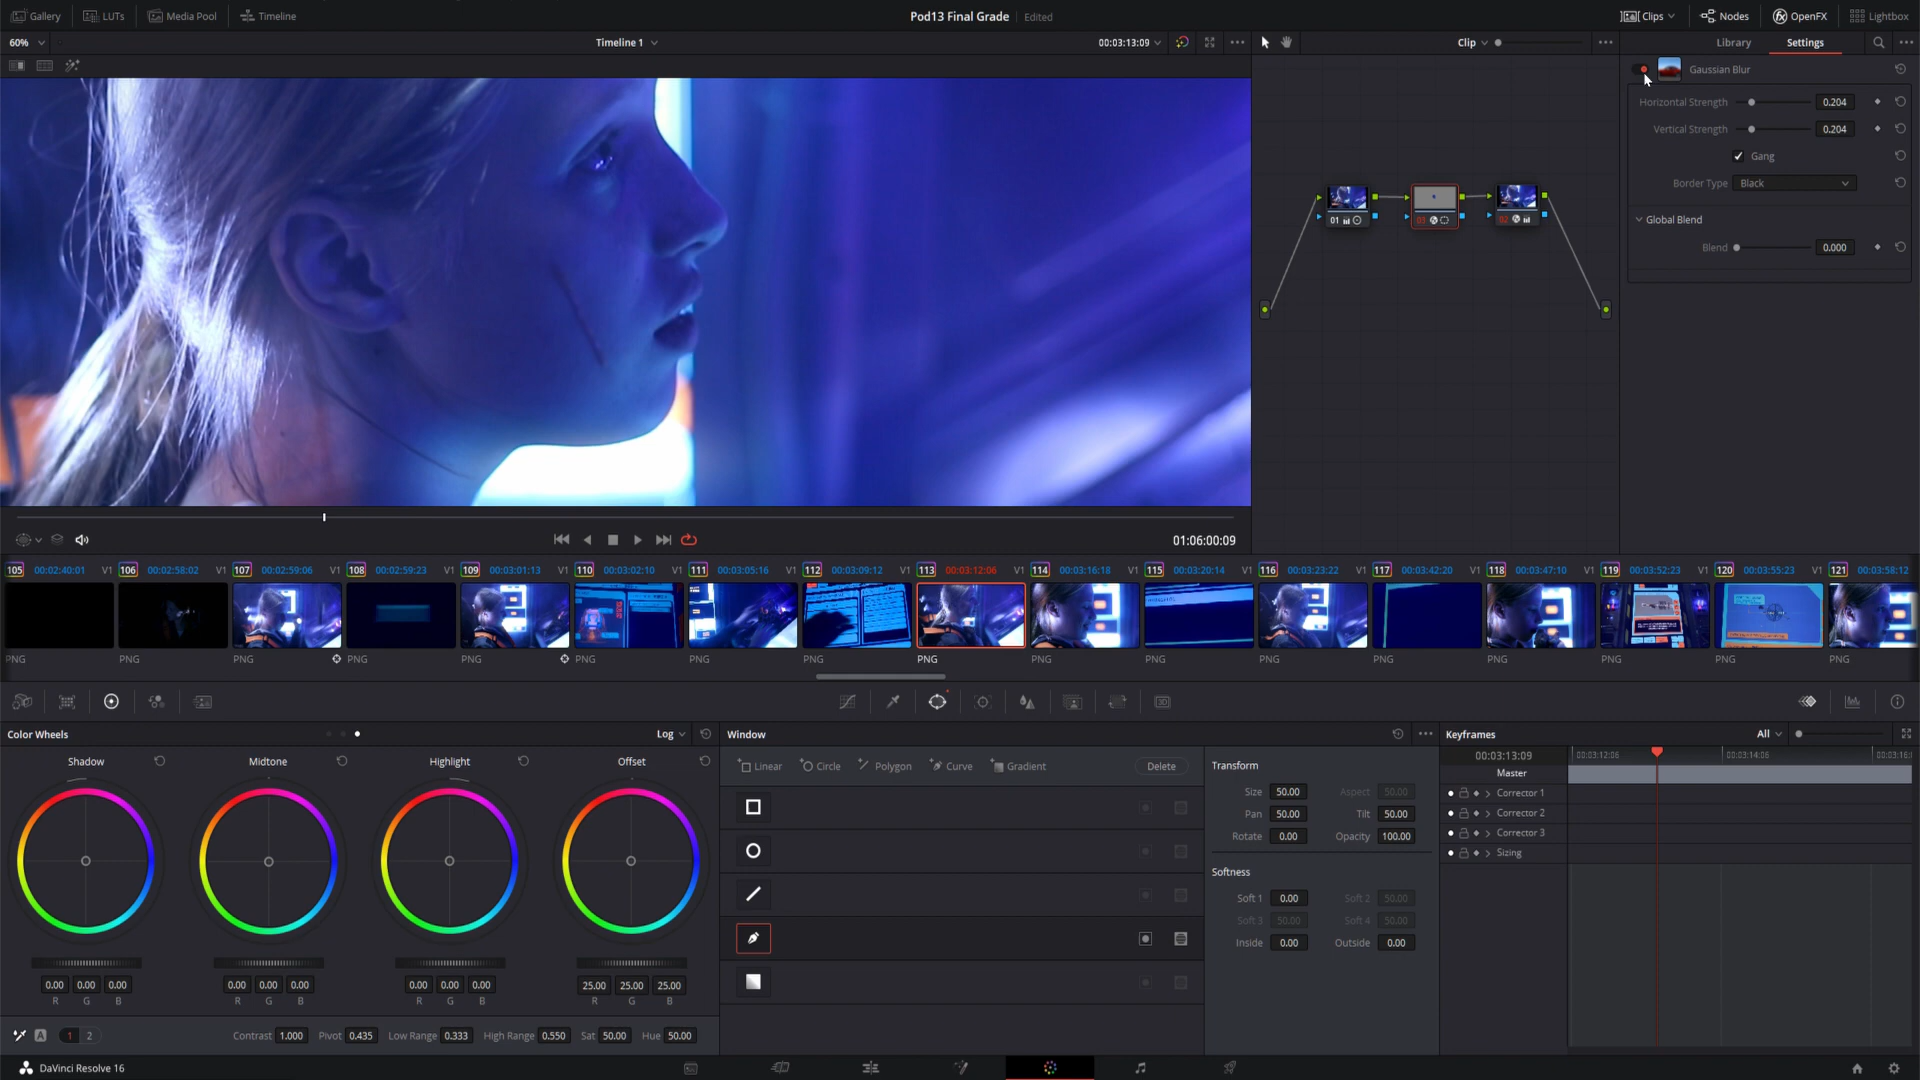 Gallery LUTs Media Pool Timeline Pod13 Final Grade Edited Clips Nodes OpenFX Lightbox
60% Timeline 1 00:03:13:09 Clip Library Settings
Gaussian Blur
Horizontal Strength 0.204
Vertical Strength 0.204
Gang
Border Type Black
01 03 02
Global Blend
Blend 0.000
01:06:00:09
105 00:02:40:01 V1 106 00:02:58:02 V1 107 00:02:59:06 V1 108 00:02:59:23 V1 109 00:03:01:13 V1 110 00:03:02:10 V1 111 00:03:05:16 V1 112 00:03:09:12 V1 113 00:03:12:06 V1 114 00:03:16:18 V1 115 00:03:20:14 V1 116 00:03:23:22 V1 117 00:03:42:20 V1 118 00:03:47:10 V1 119 00:03:52:23 V1 120 00:03:55:23 V1 121 00:03:58:12
PNG PNG PNG PNG PNG PNG PNG PNG PNG PNG PNG PNG PNG PNG PNG PNG PNG
3D
Color Wheels Log Window Keyframes All
Shadow Midtone Highlight Offset
Linear Circle Polygon Curve Gradient Delete
Transform
Size 50.00 Aspect 50.00
Pan 50.00 Tilt 50.00
Rotate 0.00 Opacity 100.00
Softness
Soft 1 0.00 Soft 2 50.00
Soft 3 50.00 Soft 4 50.00
Inside 0.00 Outside 0.00
00:03:13:09 00:03:12:06 00:03:14:06 00:03:16:
Master
Corrector 1
Corrector 2
Corrector 3
Sizing
0.00 0.00 0.00 0.00 0.00 0.00 0.00 0.00 0.00 25.00 25.00 25.00
R G B R G B R G B R G B
A 1 2 Contrast 1.000 Pivot 0.435 Low Range 0.333 High Range 0.550 Sat 50.00 Hue 50.00
DaVinci Resolve 16